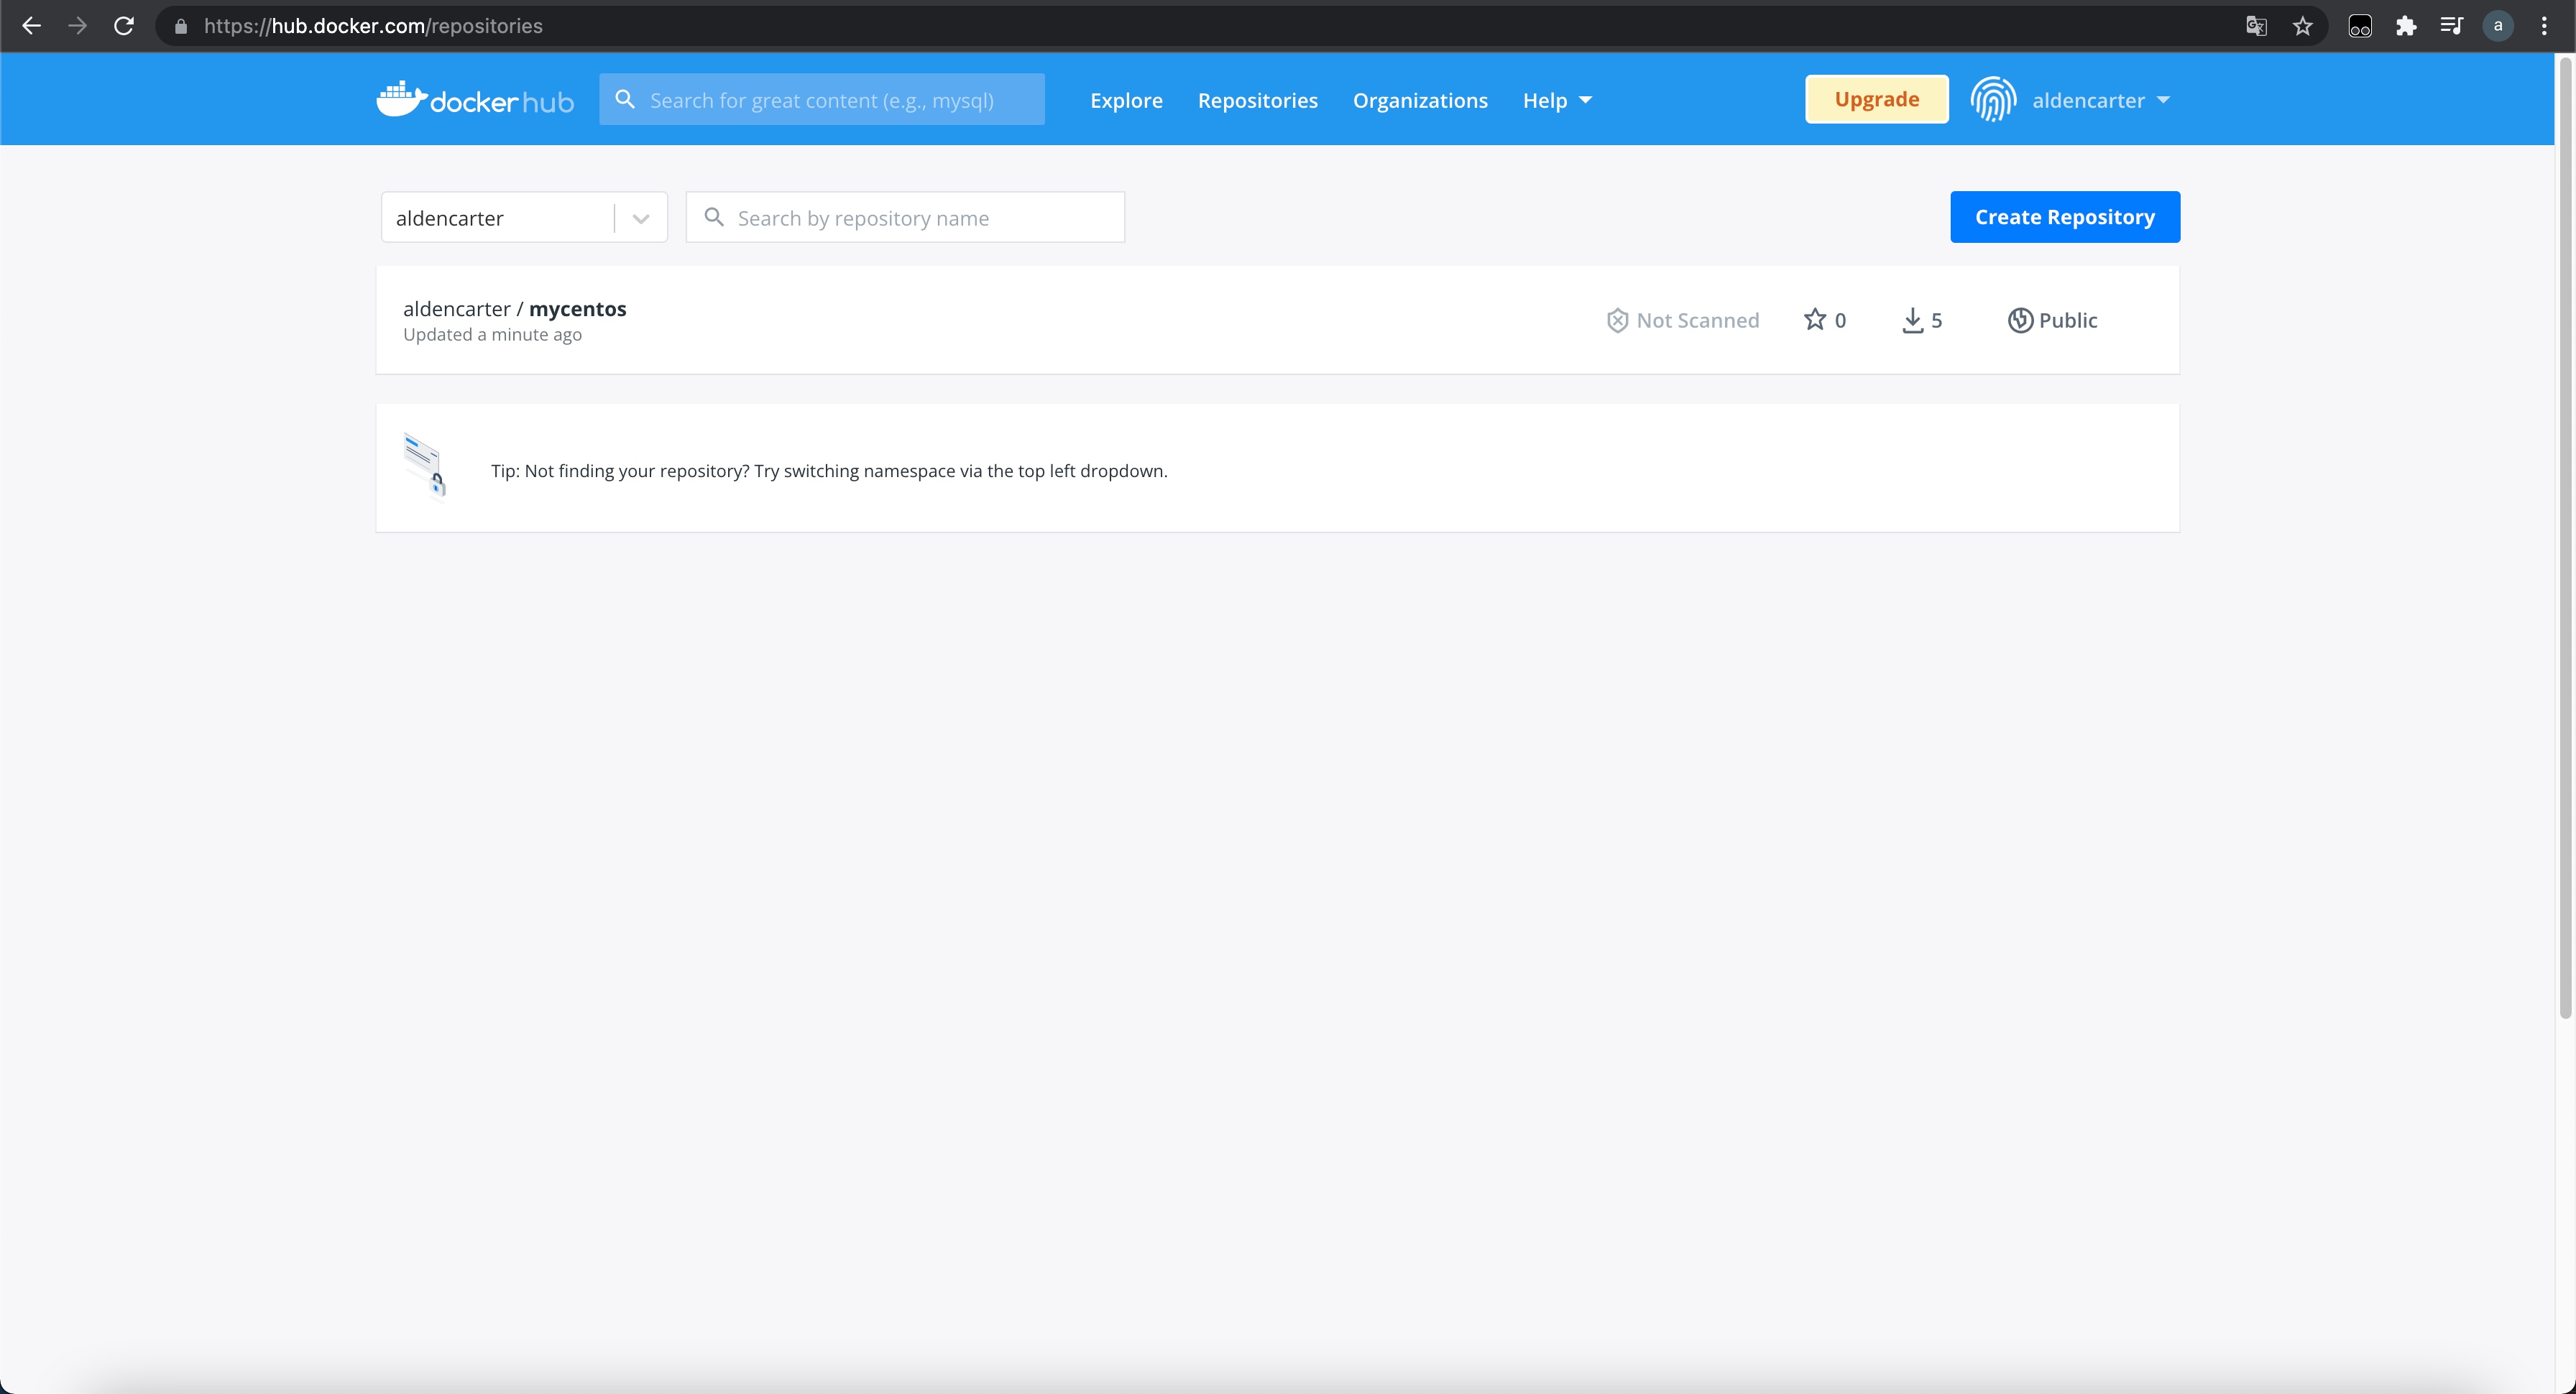 https://hub.docker.com/repositories
a
docker hub
Search for great content (e.g., mysql)
Explore
Repositories
Organizations
Help
Upgrade
aldencarter
aldencarter
Search by repository name
Create Repository
aldencarter / mycentos
Updated a minute ago
Not Scanned
0
5
Public
Tip: Not finding your repository? Try switching namespace via the top left dropdown.